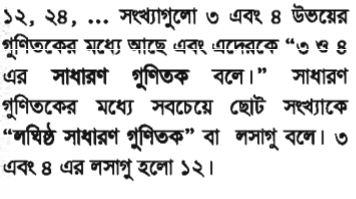 ১২, ২৪, ... সংখ্যাগুলো ৩ এবং ৪ উভয়ের
গুণিতকের মধ্যে আছে এবং এদেরকে “৩ ও ৪
এর সাধারণ গুণিতক বলে।” সাধারণ
গুণিতকের মধ্যে সবচেয়ে ছোট সংখ্যাকে
“লঘিষ্ঠ সাধারণ গুণিতক” বা লসাগু বলে। ৩
এবং ৪ এর লসাগু হলো ১২।